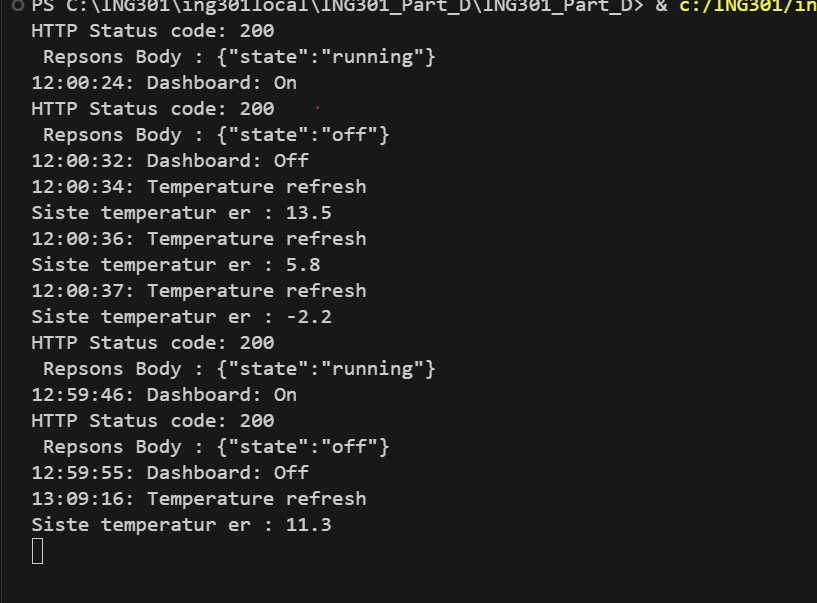 PS C:\ING301\ing301local\ING301_Part_D\ING301_Part_D> & c:/ING301/in
HTTP Status code: 200
Repsons Body : {"state":"running"}
12:00:24: Dashboard: On
HTTP Status code: 200
Repsons Body : {"state":"off"}
12:00:32: Dashboard: Off
12:00:34: Temperature refresh
Siste temperatur er : 13.5
12:00:36: Temperature refresh
Siste temperatur er : 5.8
12:00:37: Temperature refresh
Siste temperatur er : -2.2
HTTP Status code: 200
Repsons Body : {"state":"running"}
12:59:46: Dashboard: On
HTTP Status code: 200
Repsons Body : {"state":"off"}
12:59:55: Dashboard: Off
13:09:16: Temperature refresh
Siste temperatur er : 11.3